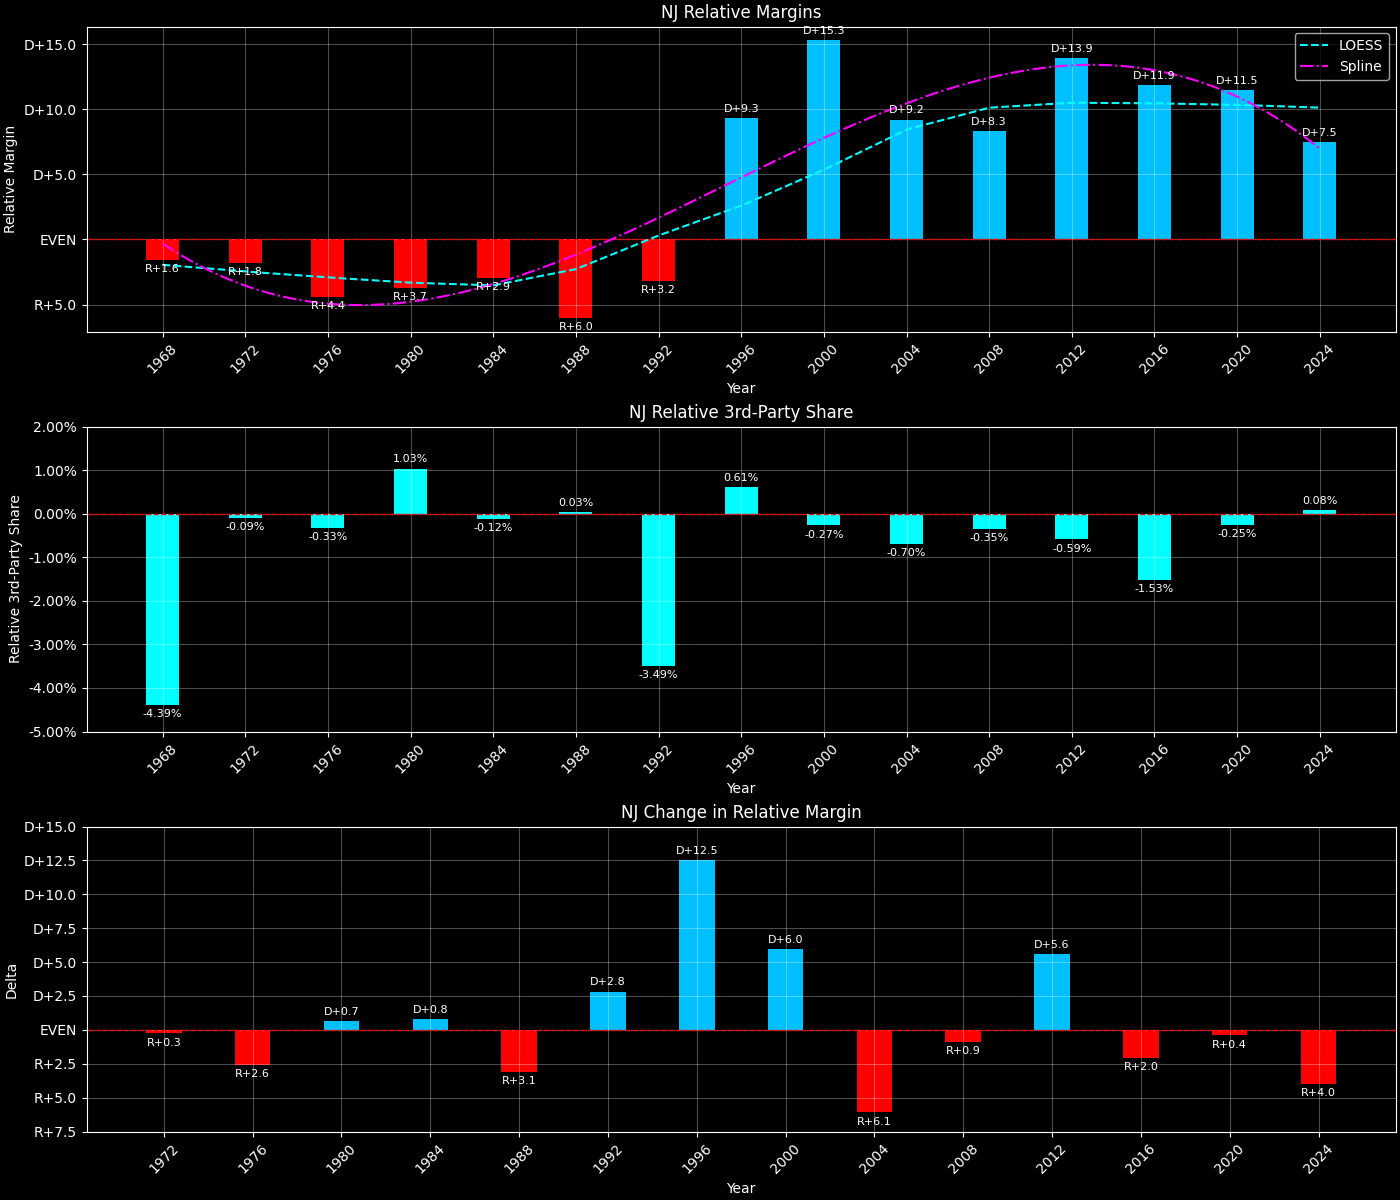 NJ Relative Margins
Relative Margin
D+15.0
D+10.0
D+5.0
EVEN
R+5.0
LOESS
Spline
R+1.6
R+1.8
R+4.4
R+3.7
R+2.9
R+6.0
R+3.2
D+9.3
D+15.3
D+9.2
D+8.3
D+13.9
D+11.9
D+11.5
D+7.5
1968 1972 1976 1980 1984 1988 1992 1996 2000 2004 2008 2012 2016 2020 2024
Year
NJ Relative 3rd-Party Share
Relative 3rd-Party Share
2.00%
1.00%
0.00%
-1.00%
-2.00%
-3.00%
-4.00%
-5.00%
-4.39%
-0.09%
-0.33%
1.03%
-0.12%
0.03%
-3.49%
0.61%
-0.27%
-0.70%
-0.35%
-0.59%
-1.53%
-0.25%
0.08%
1968 1972 1976 1980 1984 1988 1992 1996 2000 2004 2008 2012 2016 2020 2024
Year
NJ Change in Relative Margin
Delta
D+15.0
D+12.5
D+10.0
D+7.5
D+5.0
D+2.5
EVEN
R+2.5
R+5.0
R+7.5
R+0.3
R+2.6
D+0.7
D+0.8
R+3.1
D+2.8
D+12.5
D+6.0
R+6.1
R+0.9
D+5.6
R+2.0
R+0.4
R+4.0
1972 1976 1980 1984 1988 1992 1996 2000 2004 2008 2012 2016 2020 2024
Year